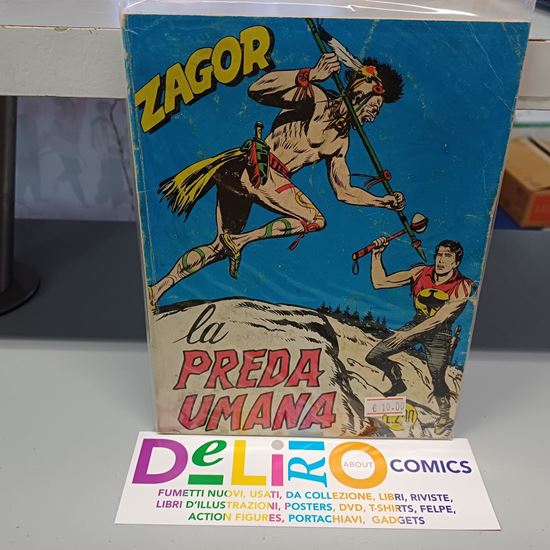 ZAGOR
la
PREDA
UMANA
€ 10.00
DeLiRiO
ABOUT
COMICS
FUMETTI NUOVI, USATI, DA COLLEZIONE, LIBRI, RIVISTE,
LIBRI D'ILLUSTRAZIONI, POSTERS, DVD, T-SHIRTS, FELPE,
ACTION FIGURES, PORTACHIAVI, GADGETS